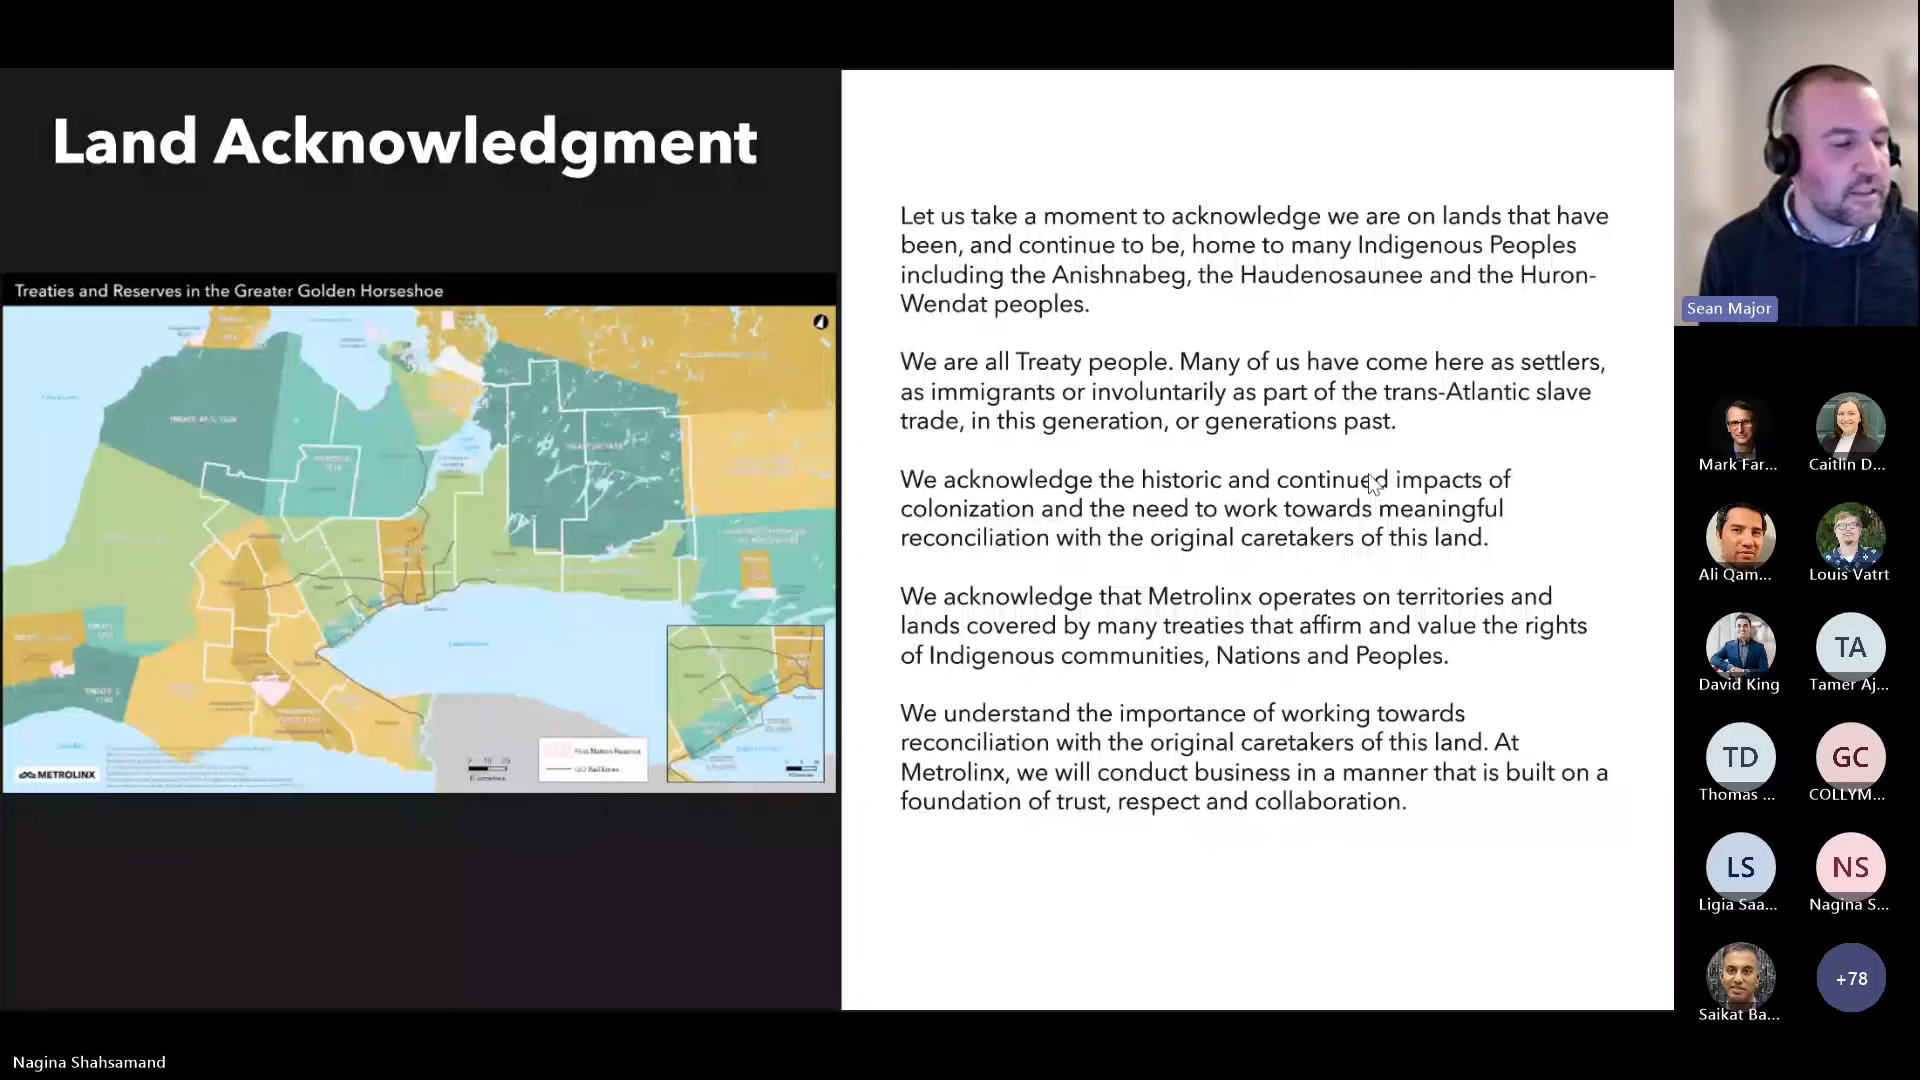 Land Acknowledgment
Treaties and Reserves in the Greater Golden Horseshoe
First Nation Reserve
GO Rail Lines
METROLINX
Let us take a moment to acknowledge we are on lands that have
been, and continue to be, home to many Indigenous Peoples
including the Anishnabeg, the Haudenosaunee and the Huron-
Wendat peoples.
We are all Treaty people. Many of us have come here as settlers,
as immigrants or involuntarily as part of the trans-Atlantic slave
trade, in this generation, or generations past.
We acknowledge the historic and continued impacts of
colonization and the need to work towards meaningful
reconciliation with the original caretakers of this land.
We acknowledge that Metrolinx operates on territories and
lands covered by many treaties that affirm and value the rights
of Indigenous communities, Nations and Peoples.
We understand the importance of working towards
reconciliation with the original caretakers of this land. At
Metrolinx, we will conduct business in a manner that is built on a
foundation of trust, respect and collaboration.
Sean Major
Mark Far...
Caitlin D...
Ali Qam...
Louis Vatrt
David King
TA
Tamer Aj...
TD
Thomas ...
GC
COLLYM...
LS
Ligia Saa...
NS
Nagina S...
Saikat Ba...
+78
Nagina Shahsamand